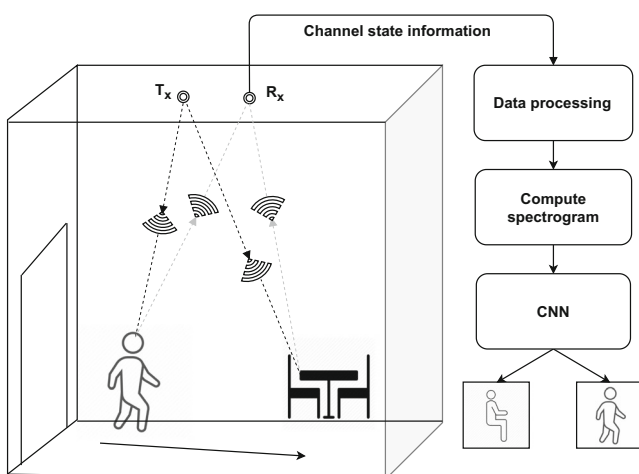 Channel state information
Tx
Rx
Data processing
Compute
spectrogram
CNN